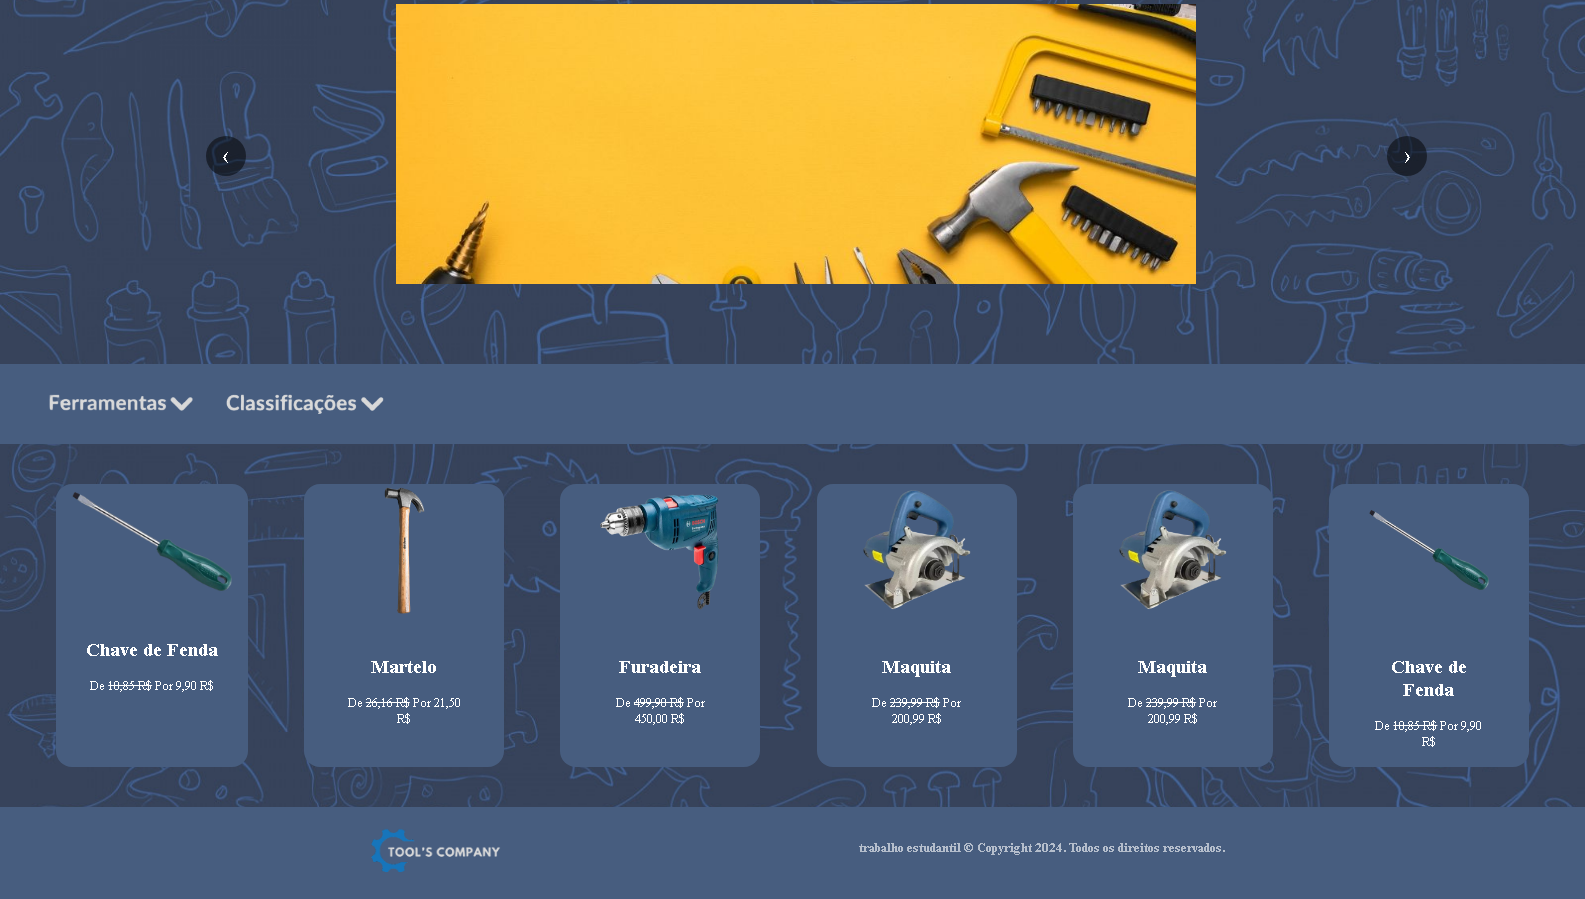 ‹ ›
Ferramentas Classificações
Chave de Fenda
De 10,85 R$ Por 9,90 R$
Martelo
De 26,16 R$ Por 21,50
R$
Furadeira
De 499,90 R$ Por
450,00 R$
Maquita
De 239,99 R$ Por
200,99 R$
Maquita
De 239,99 R$ Por
200,99 R$
Chave de
Fenda
De 10,85 R$ Por 9,90
R$
TOOL'S COMPANY
trabalho estudantil © Copyright 2024. Todos os direitos reservados.